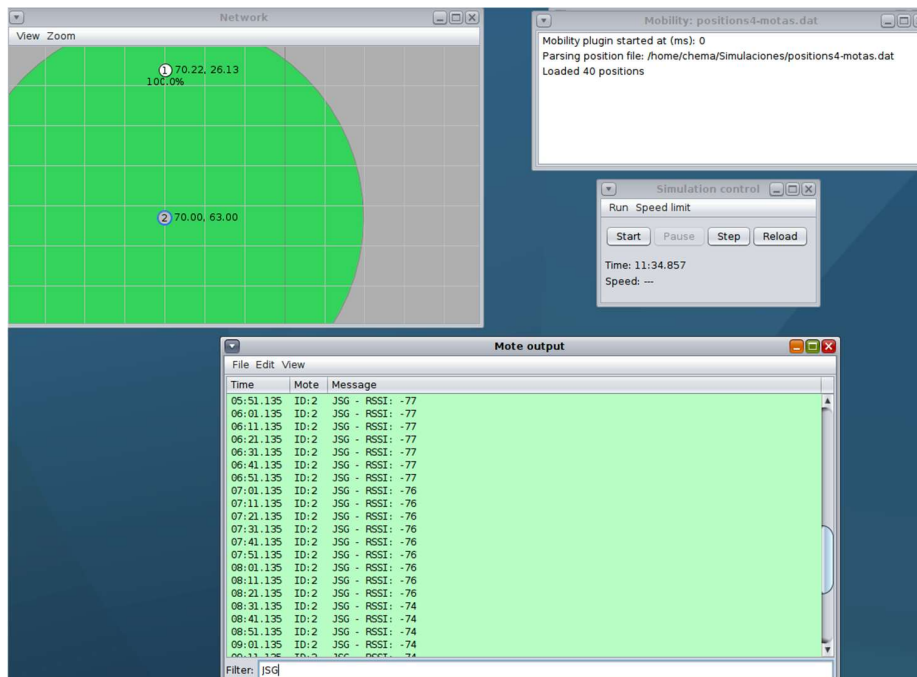 Network
View Zoom
1 70.22, 26.13
100.0%
2 70.00, 63.00
Mobility: positions4-motas.dat
Mobility plugin started at (ms): 0
Parsing position file: /home/chema/Simulaciones/positions4-motas.dat
Loaded 40 positions
Simulation control
Run Speed limit
Start Pause Step Reload
Time: 11:34.857
Speed: ---
Mote output
File Edit View
Time Mote Message
05:51.135 ID:2 JSG - RSSI: -77
06:01.135 ID:2 JSG - RSSI: -77
06:11.135 ID:2 JSG - RSSI: -77
06:21.135 ID:2 JSG - RSSI: -77
06:31.135 ID:2 JSG - RSSI: -77
06:41.135 ID:2 JSG - RSSI: -77
06:51.135 ID:2 JSG - RSSI: -77
07:01.135 ID:2 JSG - RSSI: -76
07:11.135 ID:2 JSG - RSSI: -76
07:21.135 ID:2 JSG - RSSI: -76
07:31.135 ID:2 JSG - RSSI: -76
07:41.135 ID:2 JSG - RSSI: -76
07:51.135 ID:2 JSG - RSSI: -76
08:01.135 ID:2 JSG - RSSI: -76
08:11.135 ID:2 JSG - RSSI: -76
08:21.135 ID:2 JSG - RSSI: -76
08:31.135 ID:2 JSG - RSSI: -74
08:41.135 ID:2 JSG - RSSI: -74
08:51.135 ID:2 JSG - RSSI: -74
09:01.135 ID:2 JSG - RSSI: -74
09:11.135 ID:2 JSG - RSSI: -74
Filter: JSG